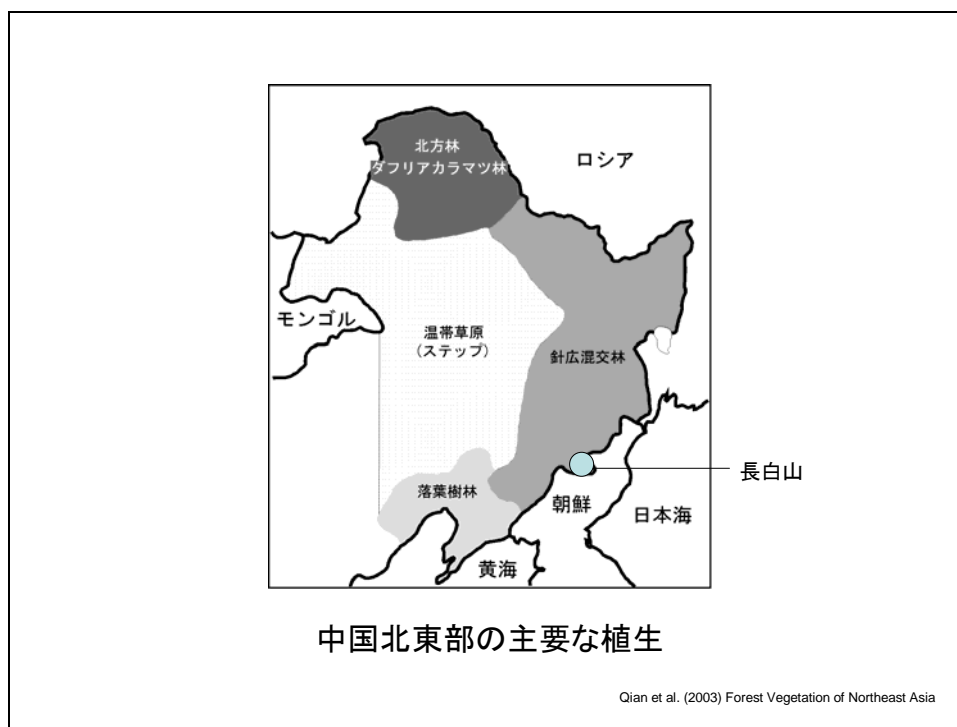 北方林
ダフリアカラマツ林
ロシア
モンゴル
温帯草原
(ステップ)
針広混交林
長白山
落葉樹林
朝鮮
日本海
黄海
中国北東部の主要な植生
Qian et al. (2003) Forest Vegetation of Northeast Asia